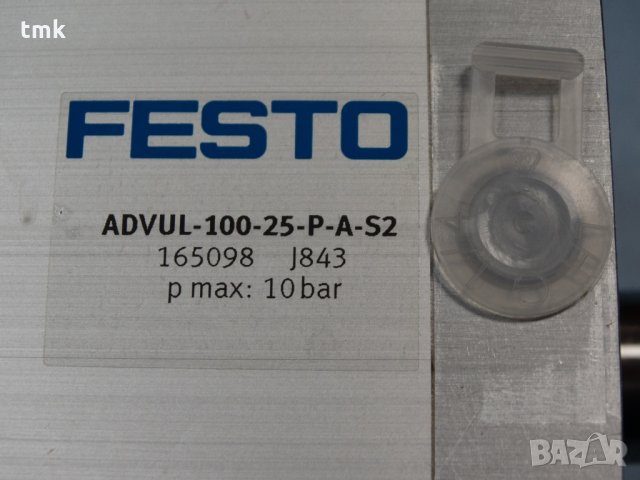 tmk
FESTO
ADVUL-100-25-P-A-S2
165098 J843
p max: 10 bar
BAZAR